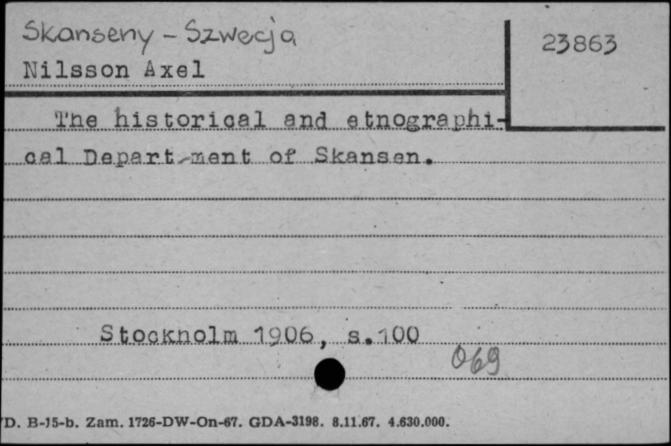 Skanseny - Szwecja
23863
Nilsson Axel
The historical and etnographi-
cal Depart-ment of Skansen.
Stockholm 1906, s.100
069
D. B-15-b. Zam. 1726-DW-On-67. GDA-3198. 8.11.67. 4.630.000.